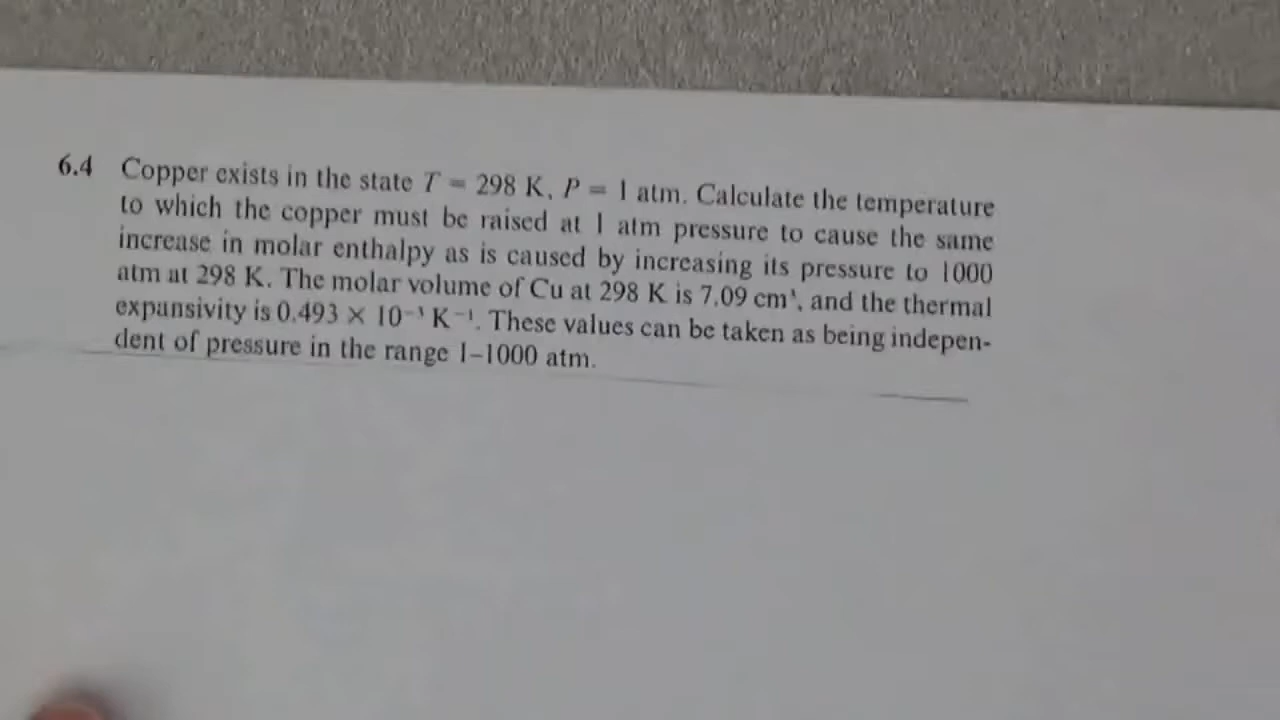 6.4 Copper exists in the state T = 298 K, P = 1 atm. Calculate the temperature
to which the copper must be raised at 1 atm pressure to cause the same
increase in molar enthalpy as is caused by increasing its pressure to 1000
atm at 298 K. The molar volume of Cu at 298 K is 7.09 cm³, and the thermal
expansivity is 0.493 × 10⁻³ K⁻¹. These values can be taken as being indepen-
dent of pressure in the range 1–1000 atm.